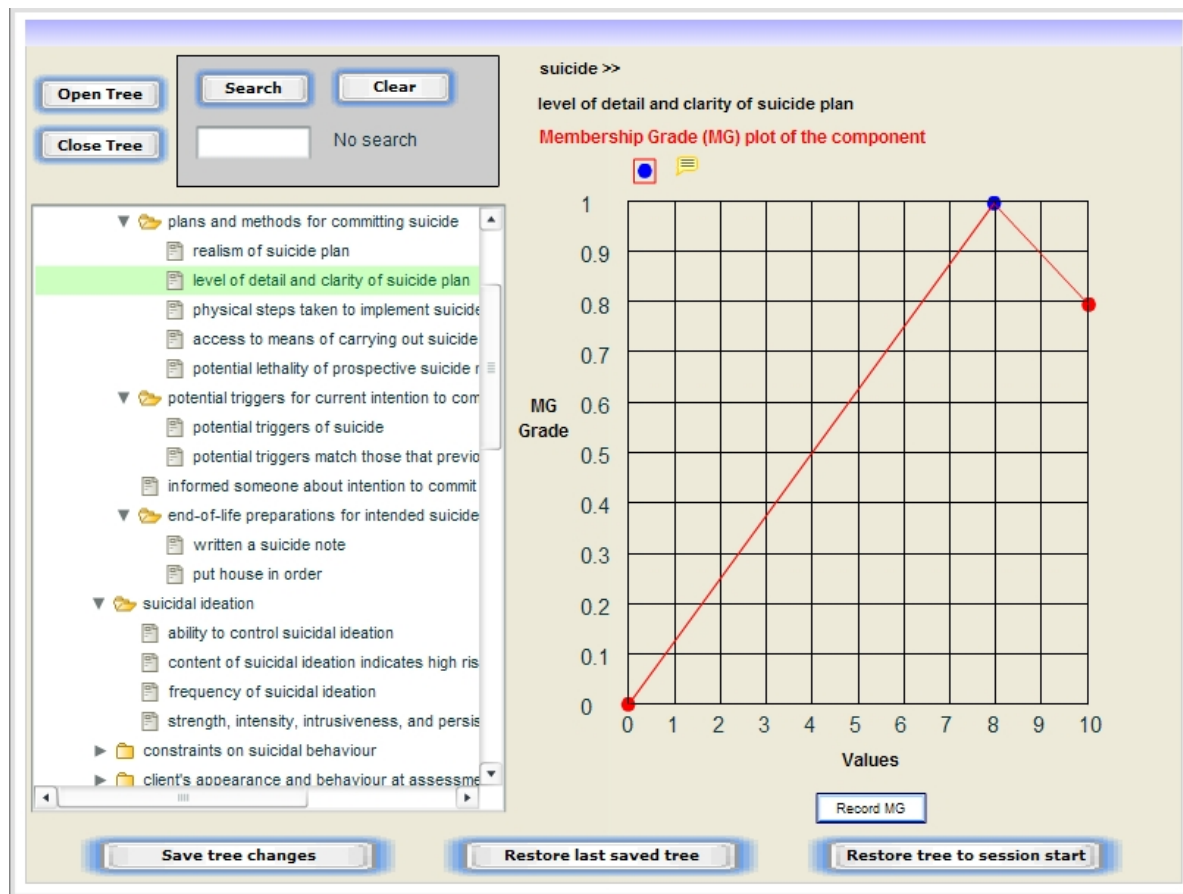 Open Tree
Close Tree
Search
Clear
No search
plans and methods for committing suicide
realism of suicide plan
level of detail and clarity of suicide plan
physical steps taken to implement suicide
access to means of carrying out suicide
potential lethality of prospective suicide
potential triggers for current intention to com
potential triggers of suicide
potential triggers match those that previo
informed someone about intention to commit
end-of-life preparations for intended suicide
written a suicide note
put house in order
suicidal ideation
ability to control suicidal ideation
content of suicidal ideation indicates high ris
frequency of suicidal ideation
strength, intensity, intrusiveness, and persis
constraints on suicidal behaviour
client's appearance and behaviour at assessme
suicide >>
level of detail and clarity of suicide plan
Membership Grade (MG) plot of the component
1
0.9
0.8
0.7
0.6
0.5
0.4
0.3
0.2
0.1
0
MG
Grade
0 1 2 3 4 5 6 7 8 9 10
Values
Record MG
Save tree changes
Restore last saved tree
Restore tree to session start